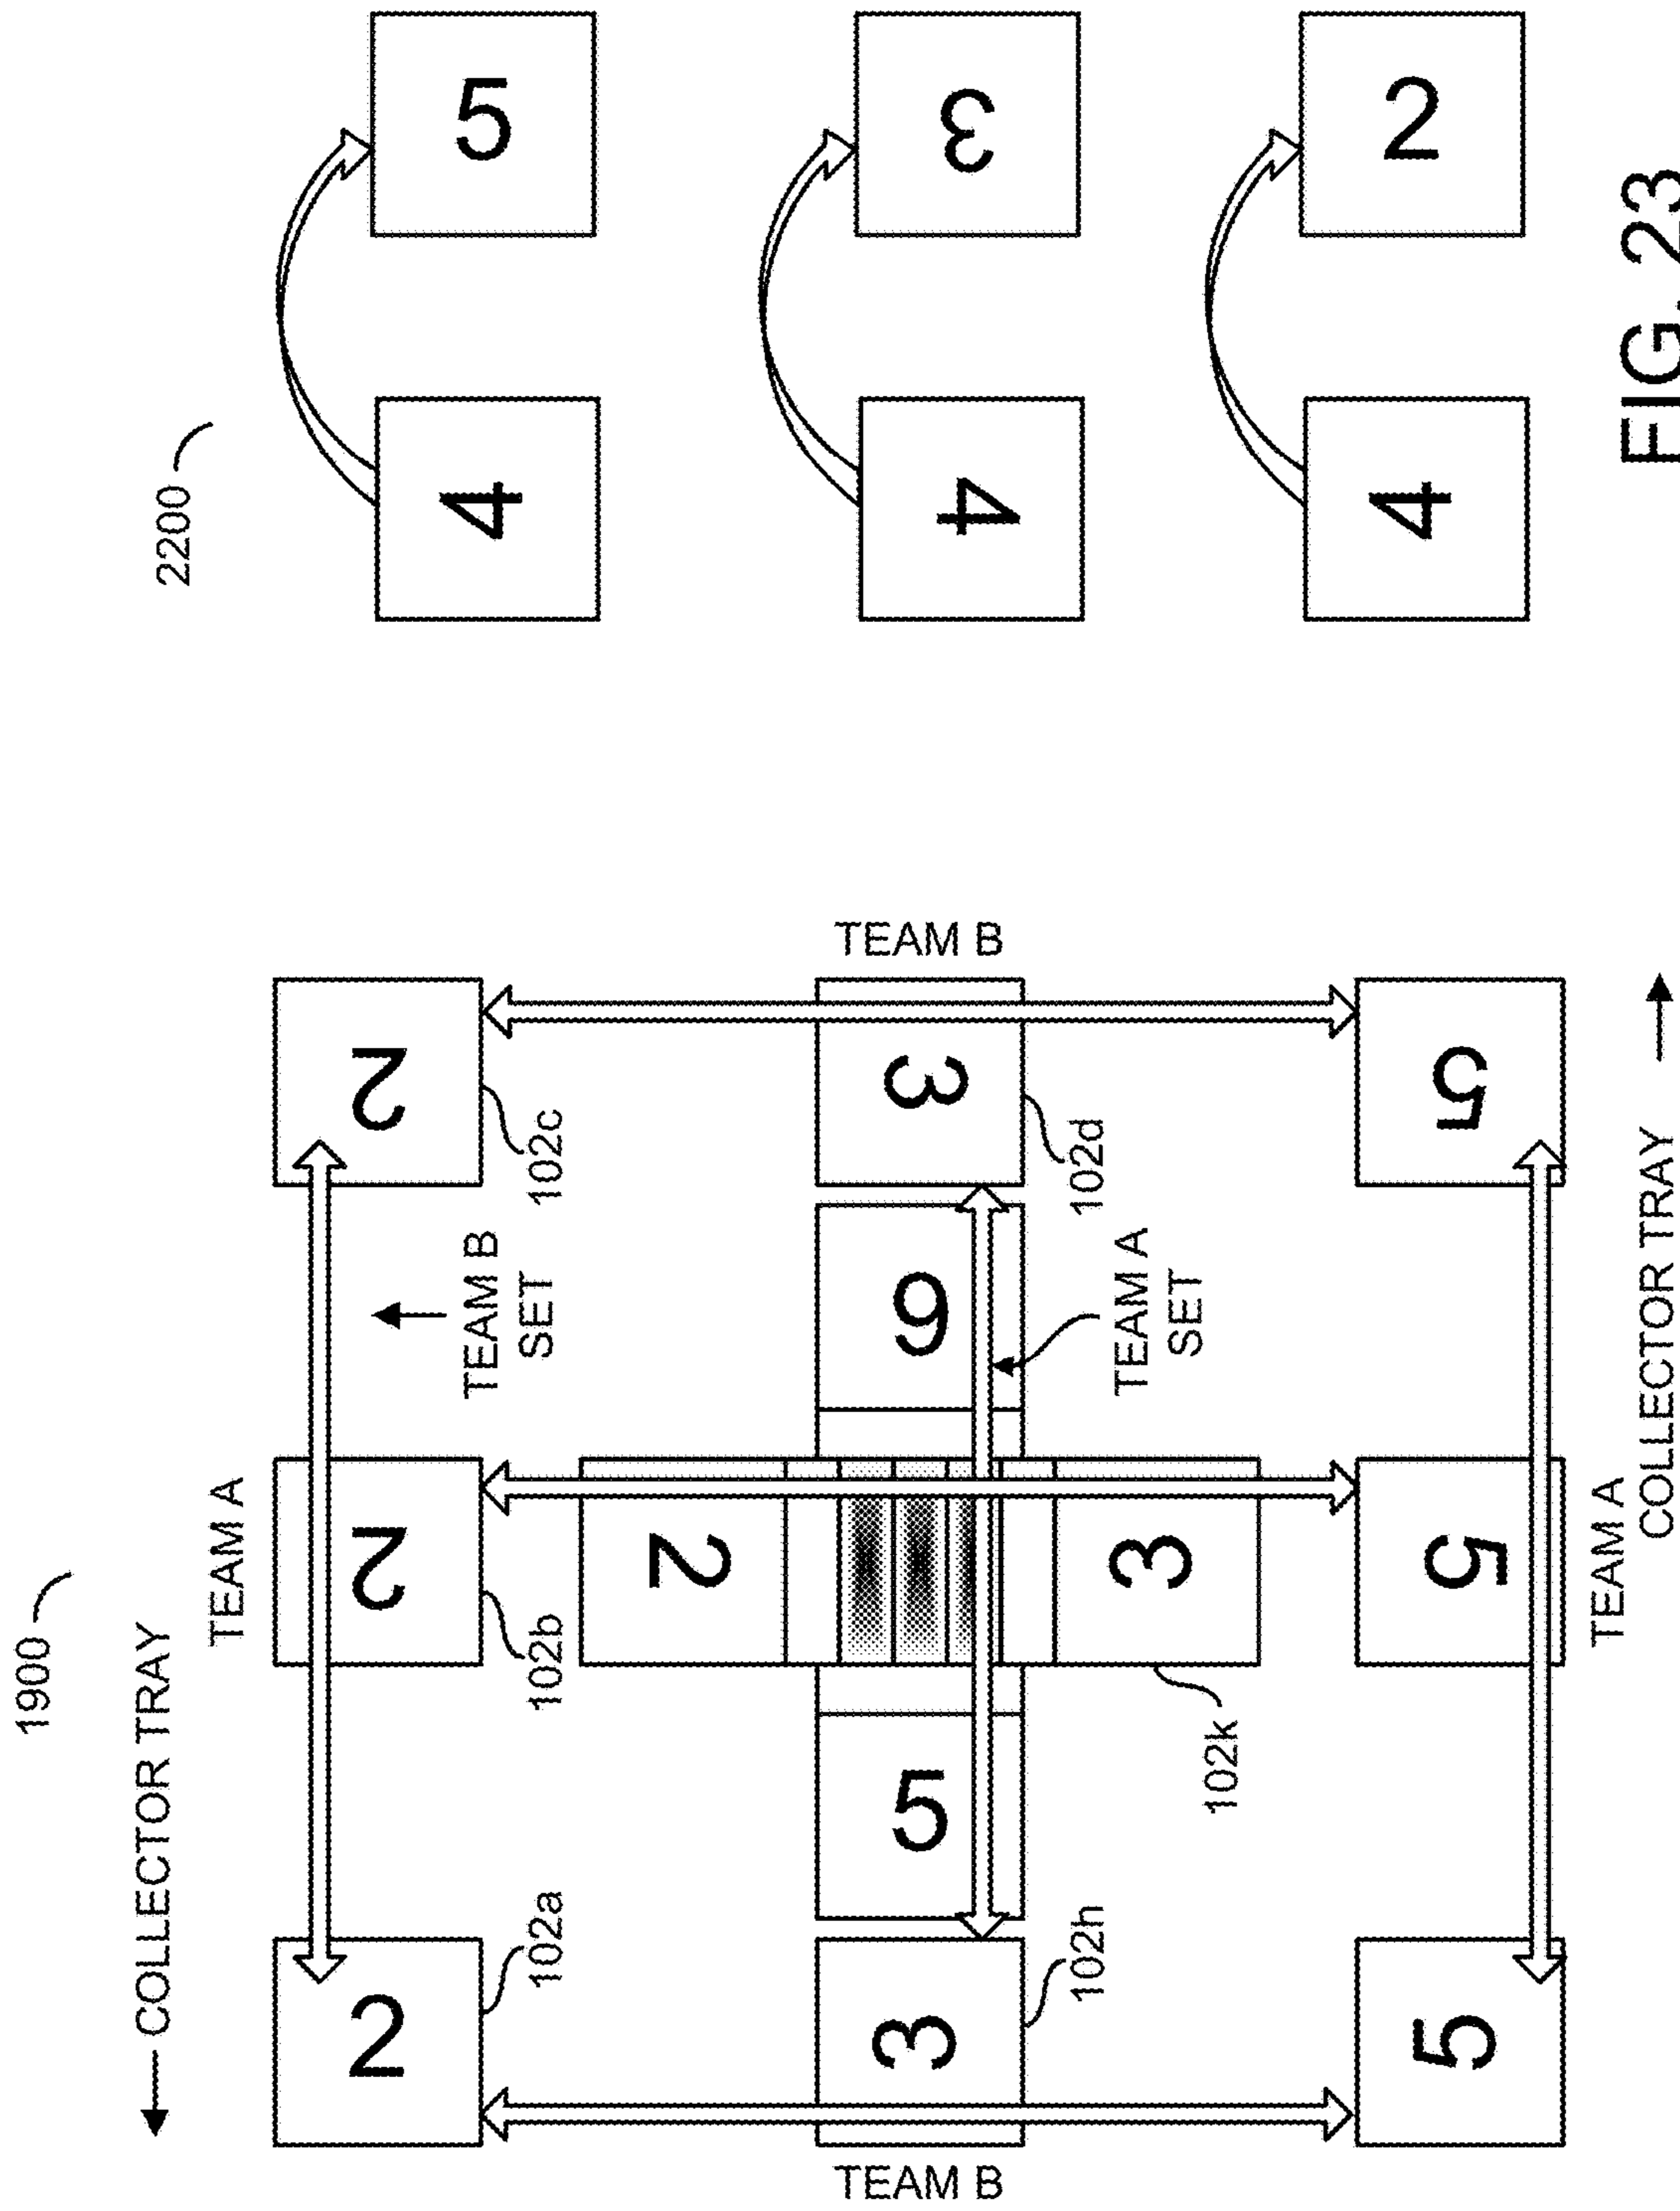 1900
COLLECTOR TRAY
2200
TEAM A
2
2
2
TEAM B
SET
4
5
102a
102b
102c
2
TEAM B
3
5
6
3
TEAM B
4
3
102h
102d
TEAM A
SET
3
102k
4
2
5
5
5
TEAM A
COLLECTOR TRAY
FIG. 23